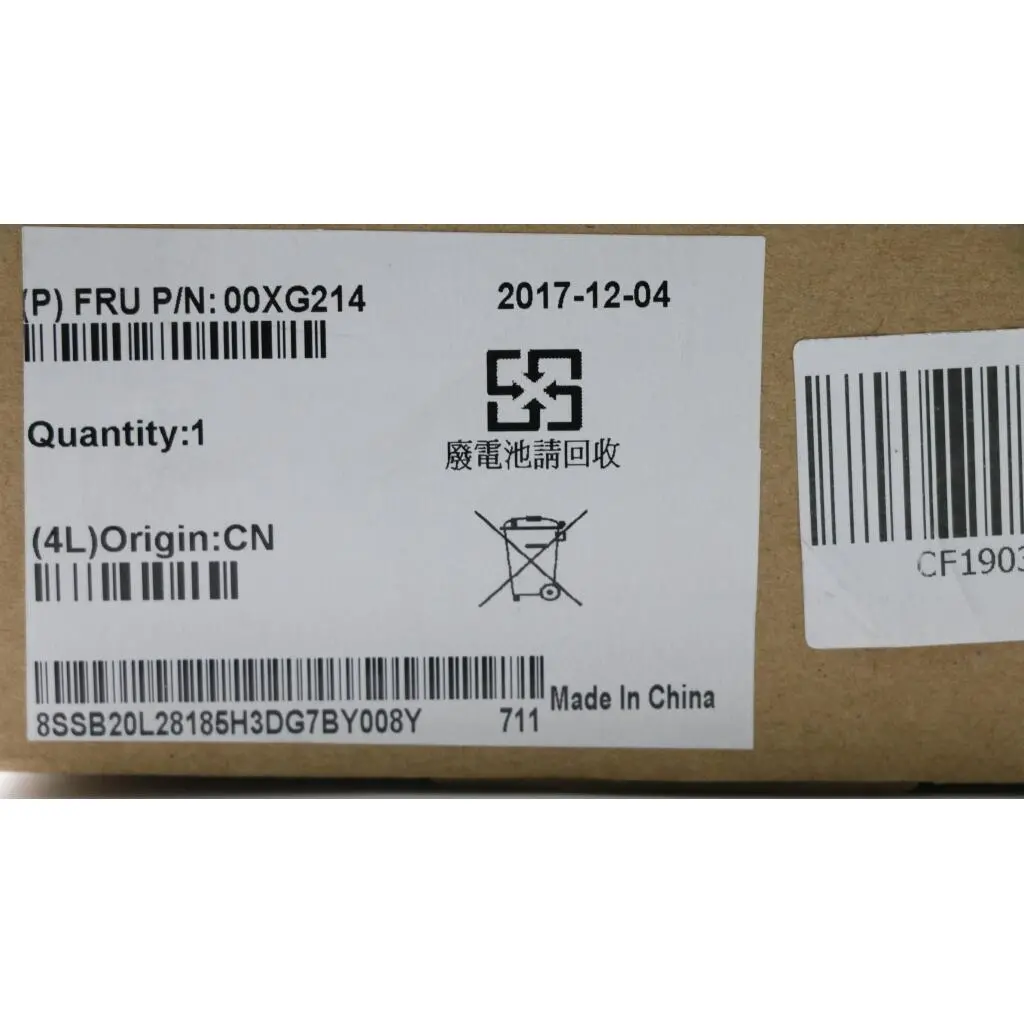 (P) FRU P/N: 00XG214
2017-12-04
Quantity:1
廢電池請回收
(4L)Origin:CN
CF1903
Made In China
8SSB20L28185H3DG7BY008Y 711